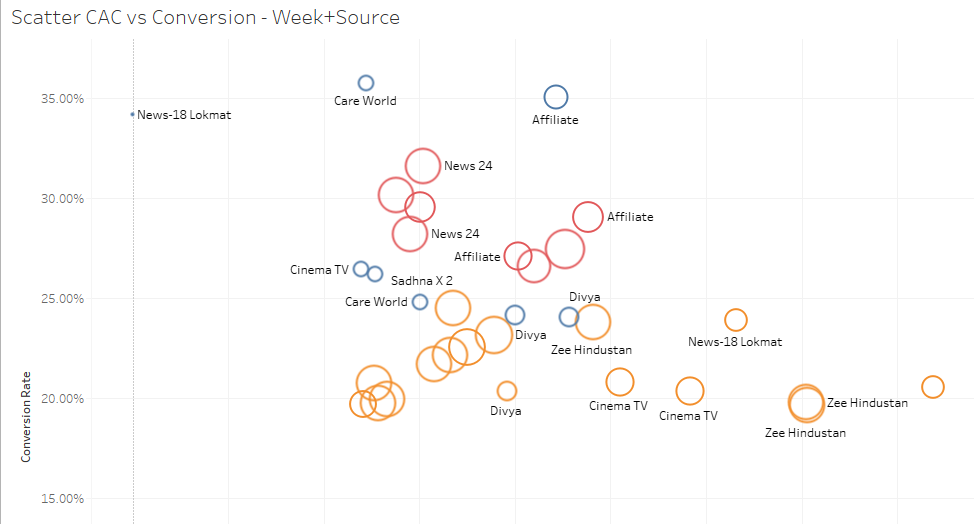 Scatter CAC vs Conversion - Week+Source
35.00%
Care World
News-18 Lokmat
Affiliate
News 24
30.00%
Affiliate
News 24
Affiliate
Cinema TV
Sadhna X 2
25.00%
Care World
Divya
Divya
Zee Hindustan
News-18 Lokmat
Conversion Rate
20.00%
Divya
Cinema TV
Cinema TV
Zee Hindustan
Zee Hindustan
15.00%